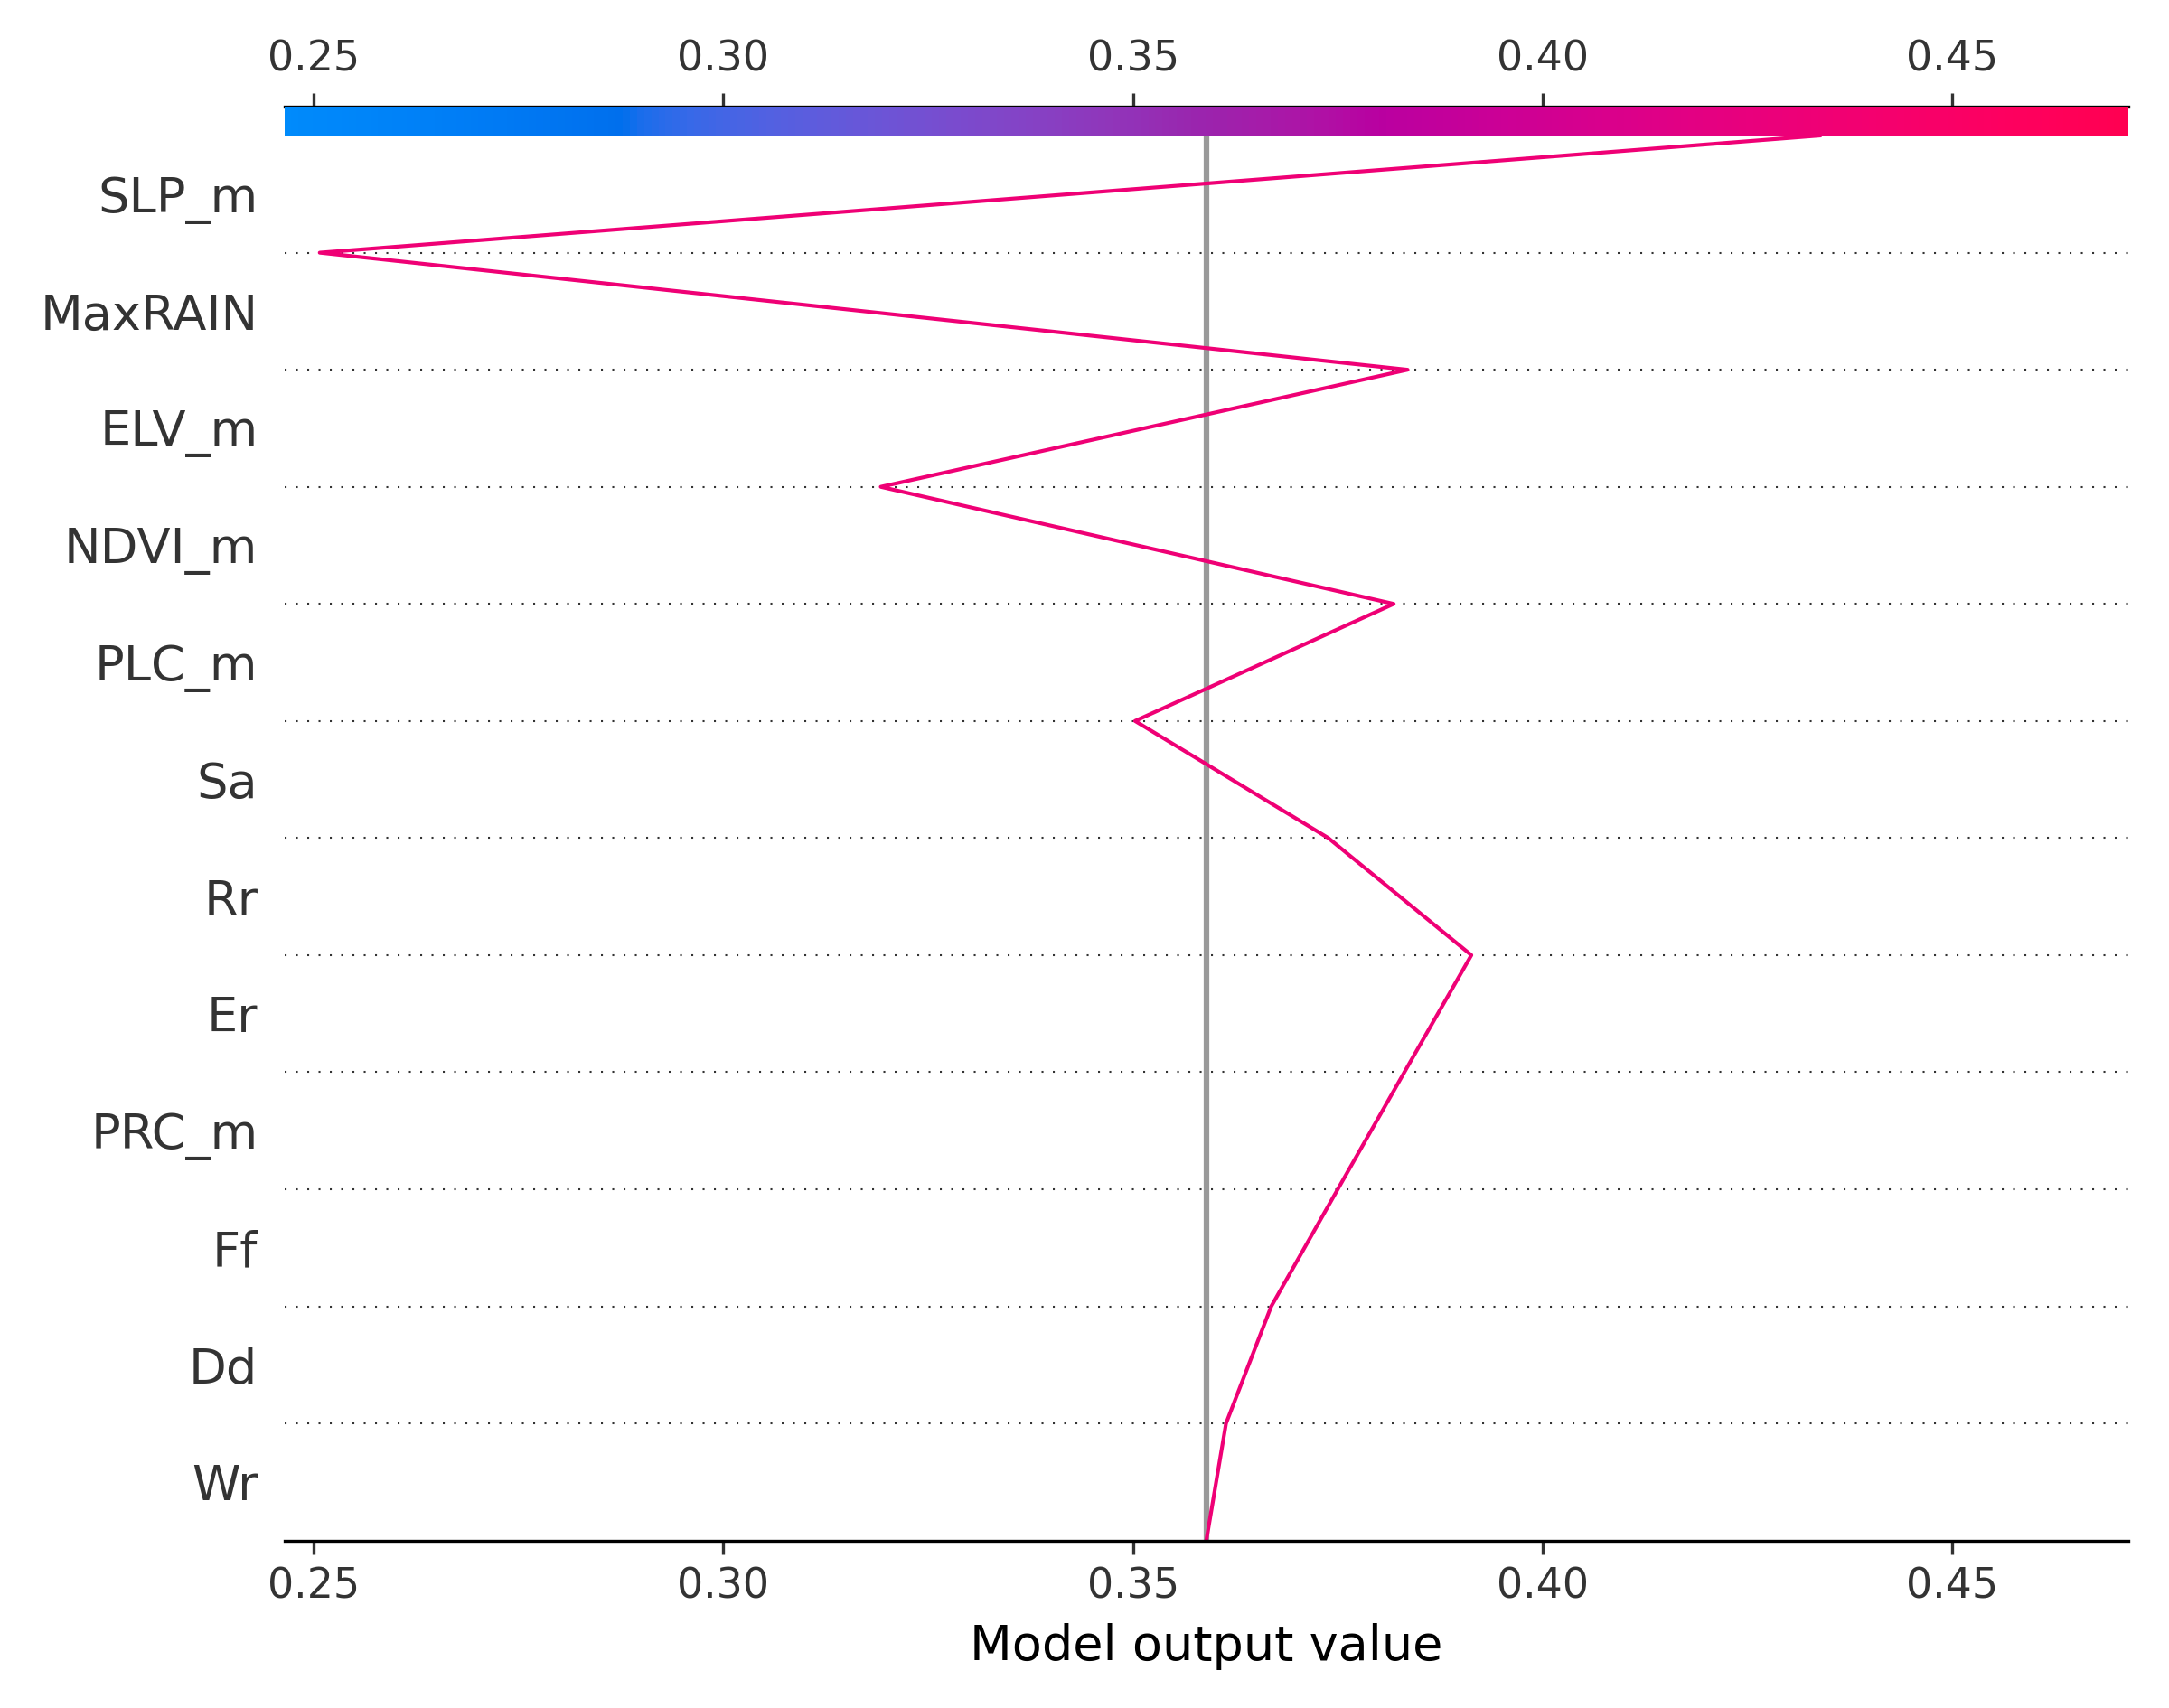 0.25 0.30 0.35 0.40 0.45
SLP_m
MaxRAIN
ELV_m
NDVI_m
PLC_m
Sa
Rr
Er
PRC_m
Ff
Dd
Wr
0.25 0.30 0.35 0.40 0.45
Model output value